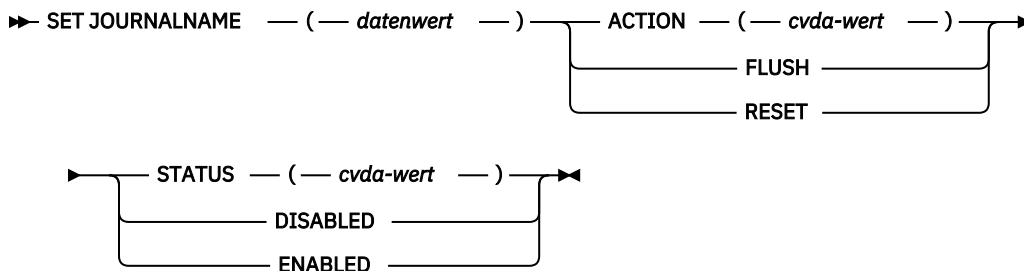 SET JOURNALNAME ( datenwert ) ACTION ( cvda-wert )
FLUSH
RESET
STATUS ( cvda-wert )
DISABLED
ENABLED